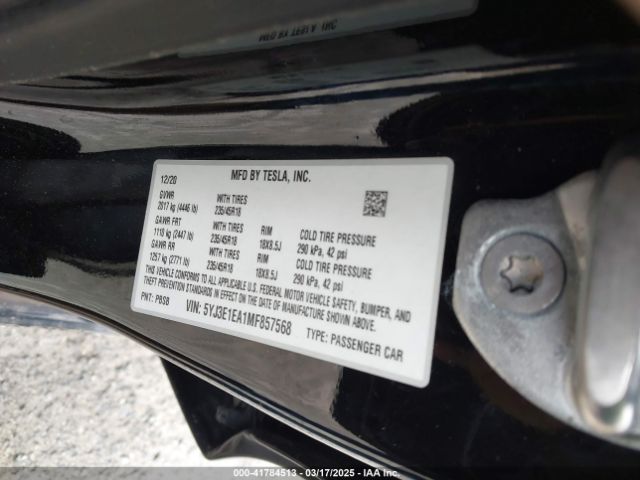 MFD BY TESLA, INC.
12/20
GVWR
2017 kg (4446 lb)
WITH TIRES
235/45R18
GAWR FRT
1110 kg (2447 lb)
WITH TIRES
235/45R18
RIM
18X8.5J
COLD TIRE PRESSURE
290 kPa, 42 psi
GAWR RR
1257 kg (2771 lb)
WITH TIRES
235/45R18
RIM
18X8.5J
COLD TIRE PRESSURE
290 kPa, 42 psi
THIS VEHICLE CONFORMS TO ALL APPLICABLE U.S. FEDERAL MOTOR VEHICLE SAFETY, BUMPER, AND
THEFT PREVENTION STANDARDS IN EFFECT ON THE DATE OF MANUFACTURE SHOWN ABOVE.
PNT: PBSB
VIN: 5YJ3E1EA1MF857568
TYPE: PASSENGER CAR
000-41784513 - 03/17/2025 - IAA Inc.